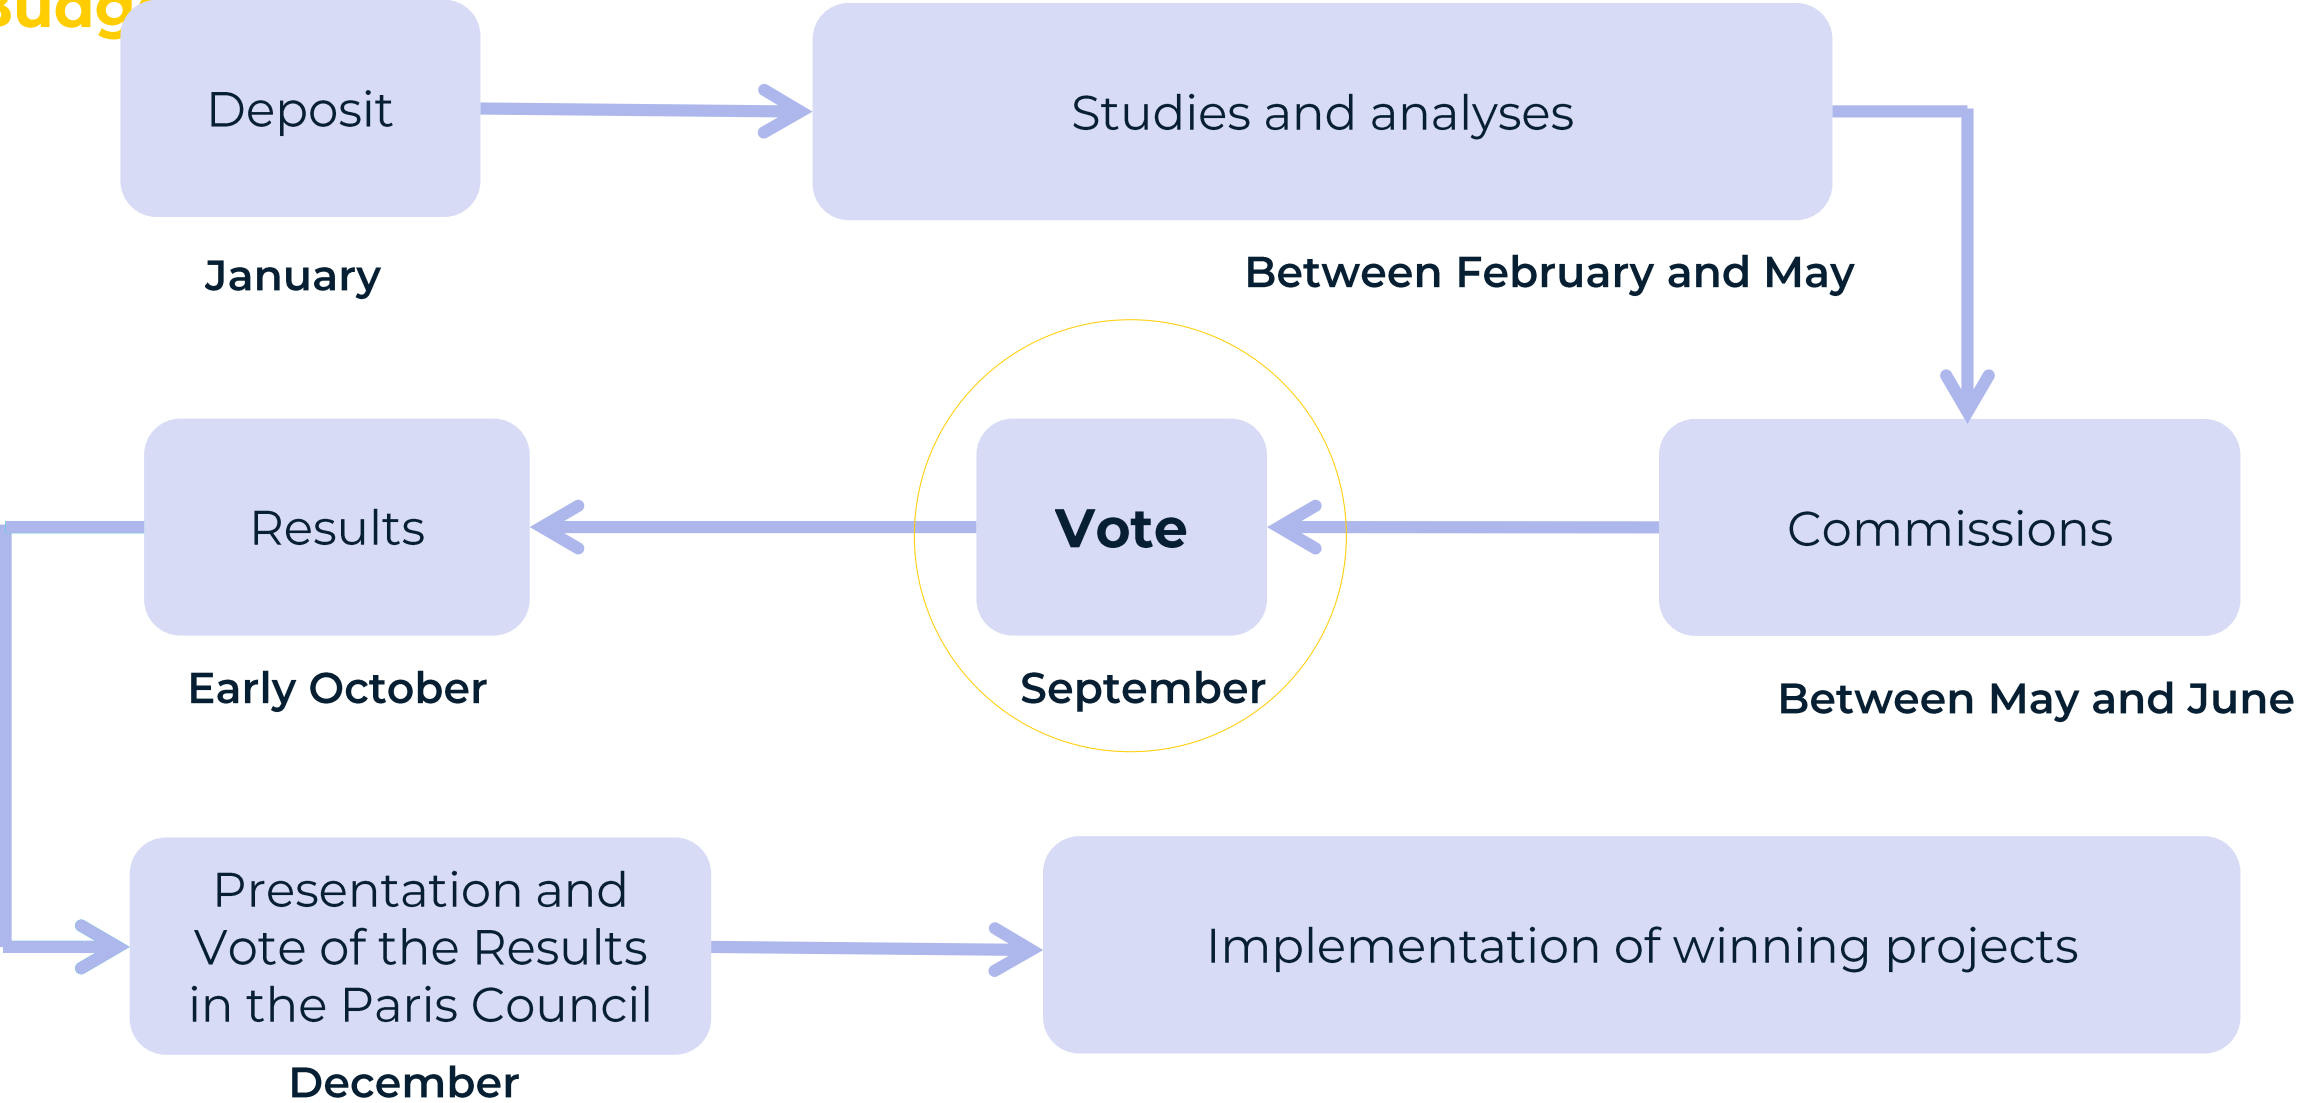 Deposit
Studies and analyses
January
Between February and May
Results
Vote
Commissions
Early October
September
Between May and June
Presentation and
Vote of the Results
in the Paris Council
Implementation of winning projects
December